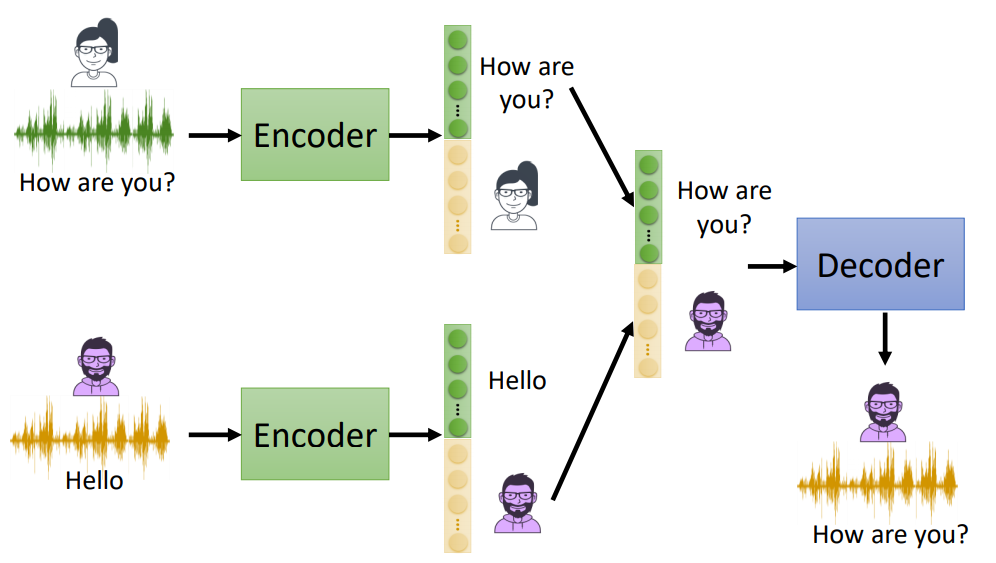 How are you?
Encoder
How are
you?
How are
you?
Decoder
Hello
Encoder
Hello
How are you?